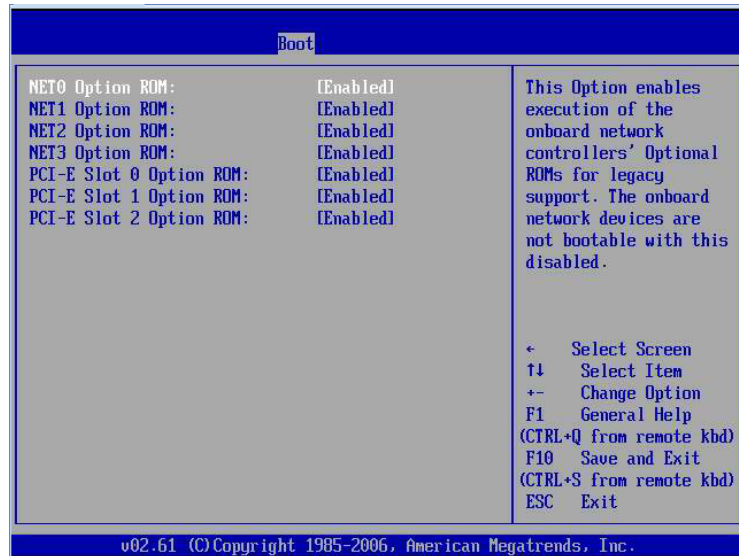 Boot
NET0 Option ROM: [Enabled]
NET1 Option ROM: [Enabled]
NET2 Option ROM: [Enabled]
NET3 Option ROM: [Enabled]
PCI-E Slot 0 Option ROM: [Enabled]
PCI-E Slot 1 Option ROM: [Enabled]
PCI-E Slot 2 Option ROM: [Enabled]
This Option enables
execution of the
onboard network
controllers' Optional
ROMs for legacy
support. The onboard
network devices are
not bootable with this
disabled.
← Select Screen
↑↓ Select Item
+- Change Option
F1 General Help
(CTRL+Q from remote kbd)
F10 Save and Exit
(CTRL+S from remote kbd)
ESC Exit
v02.61 (C)Copyright 1985-2006, American Megatrends, Inc.